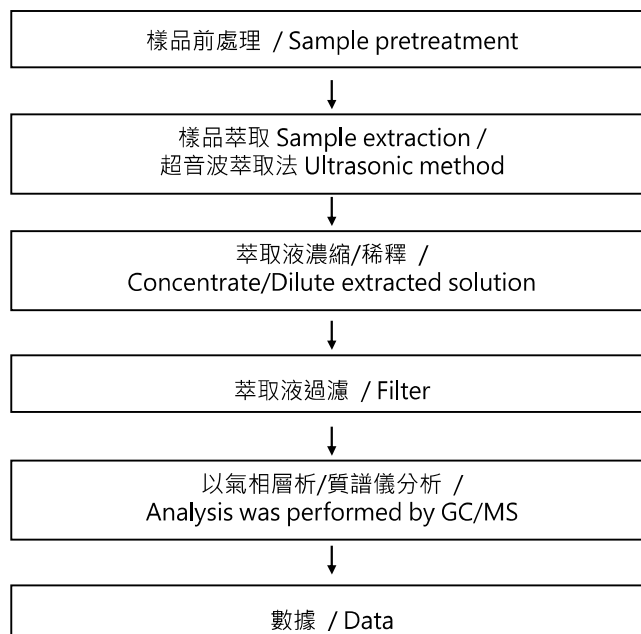 樣品前處理 / Sample pretreatment
樣品萃取 Sample extraction /
超音波萃取法 Ultrasonic method
萃取液濃縮/稀釋 /
Concentrate/Dilute extracted solution
萃取液過濾 / Filter
以氣相層析/質譜儀分析 /
Analysis was performed by GC/MS
數據 / Data